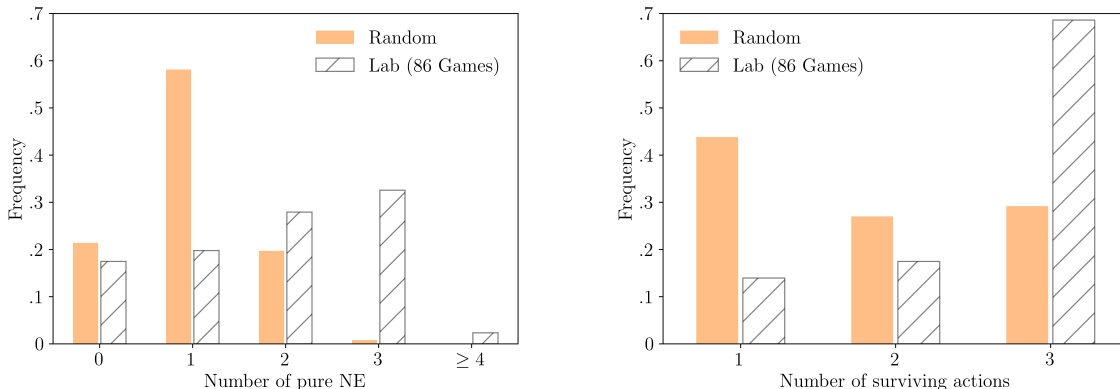 .7
.6
.5
.4
.3
.2
.1
0
Frequency
Random
Lab (86 Games)
0 1 2 3 ≥ 4
Number of pure NE
.7
.6
.5
.4
.3
.2
.1
0
Frequency
Random
Lab (86 Games)
1 2 3
Number of surviving actions